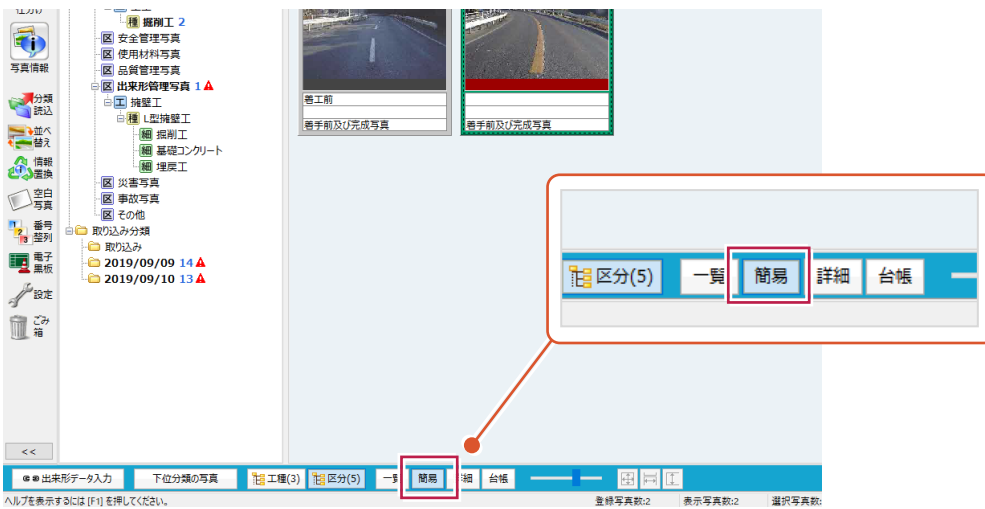 仕分け
写真情報
分類
読込
並べ
替え
情報
置換
空白
写真
番号
整列
電子
黒板
設定
ごみ
箱
<<
種 掘削工 2
区 安全管理写真
区 使用材料写真
区 品質管理写真
区 出来形管理写真 1
工 擁壁工
種 L型擁壁工
細 掘削工
細 基礎コンクリート
細 埋戻工
区 災害写真
区 事故写真
区 その他
取り込み分類
取り込み
2019/09/09 14
2019/09/10 13
着工前
着手前及び完成写真
着手前及び完成写真
区分(5) 一覧 簡易 詳細 台帳
出来形データ入力 下位分類の写真 工種(3) 区分(5) 一覧 簡易 詳細 台帳
ヘルプを表示するには [F1] を押してください。 登録写真数:2 表示写真数:2 選択写真数: